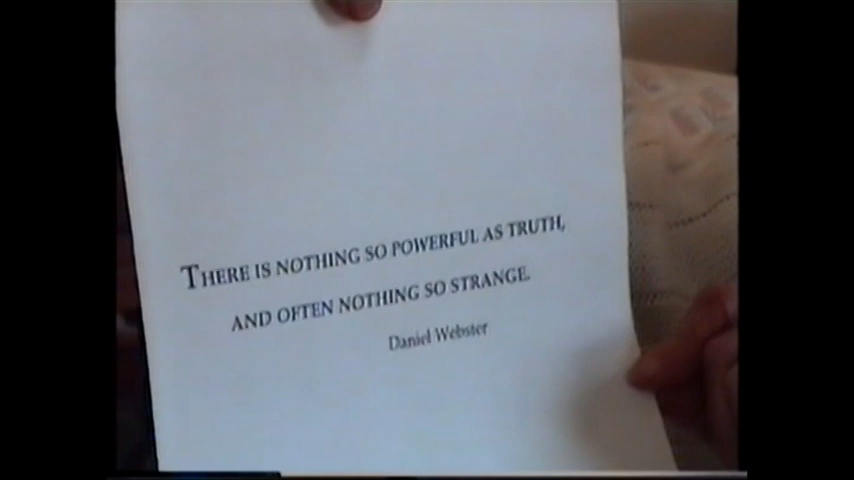 THERE IS NOTHING SO POWERFUL AS TRUTH,
AND OFTEN NOTHING SO STRANGE.
Daniel Webster